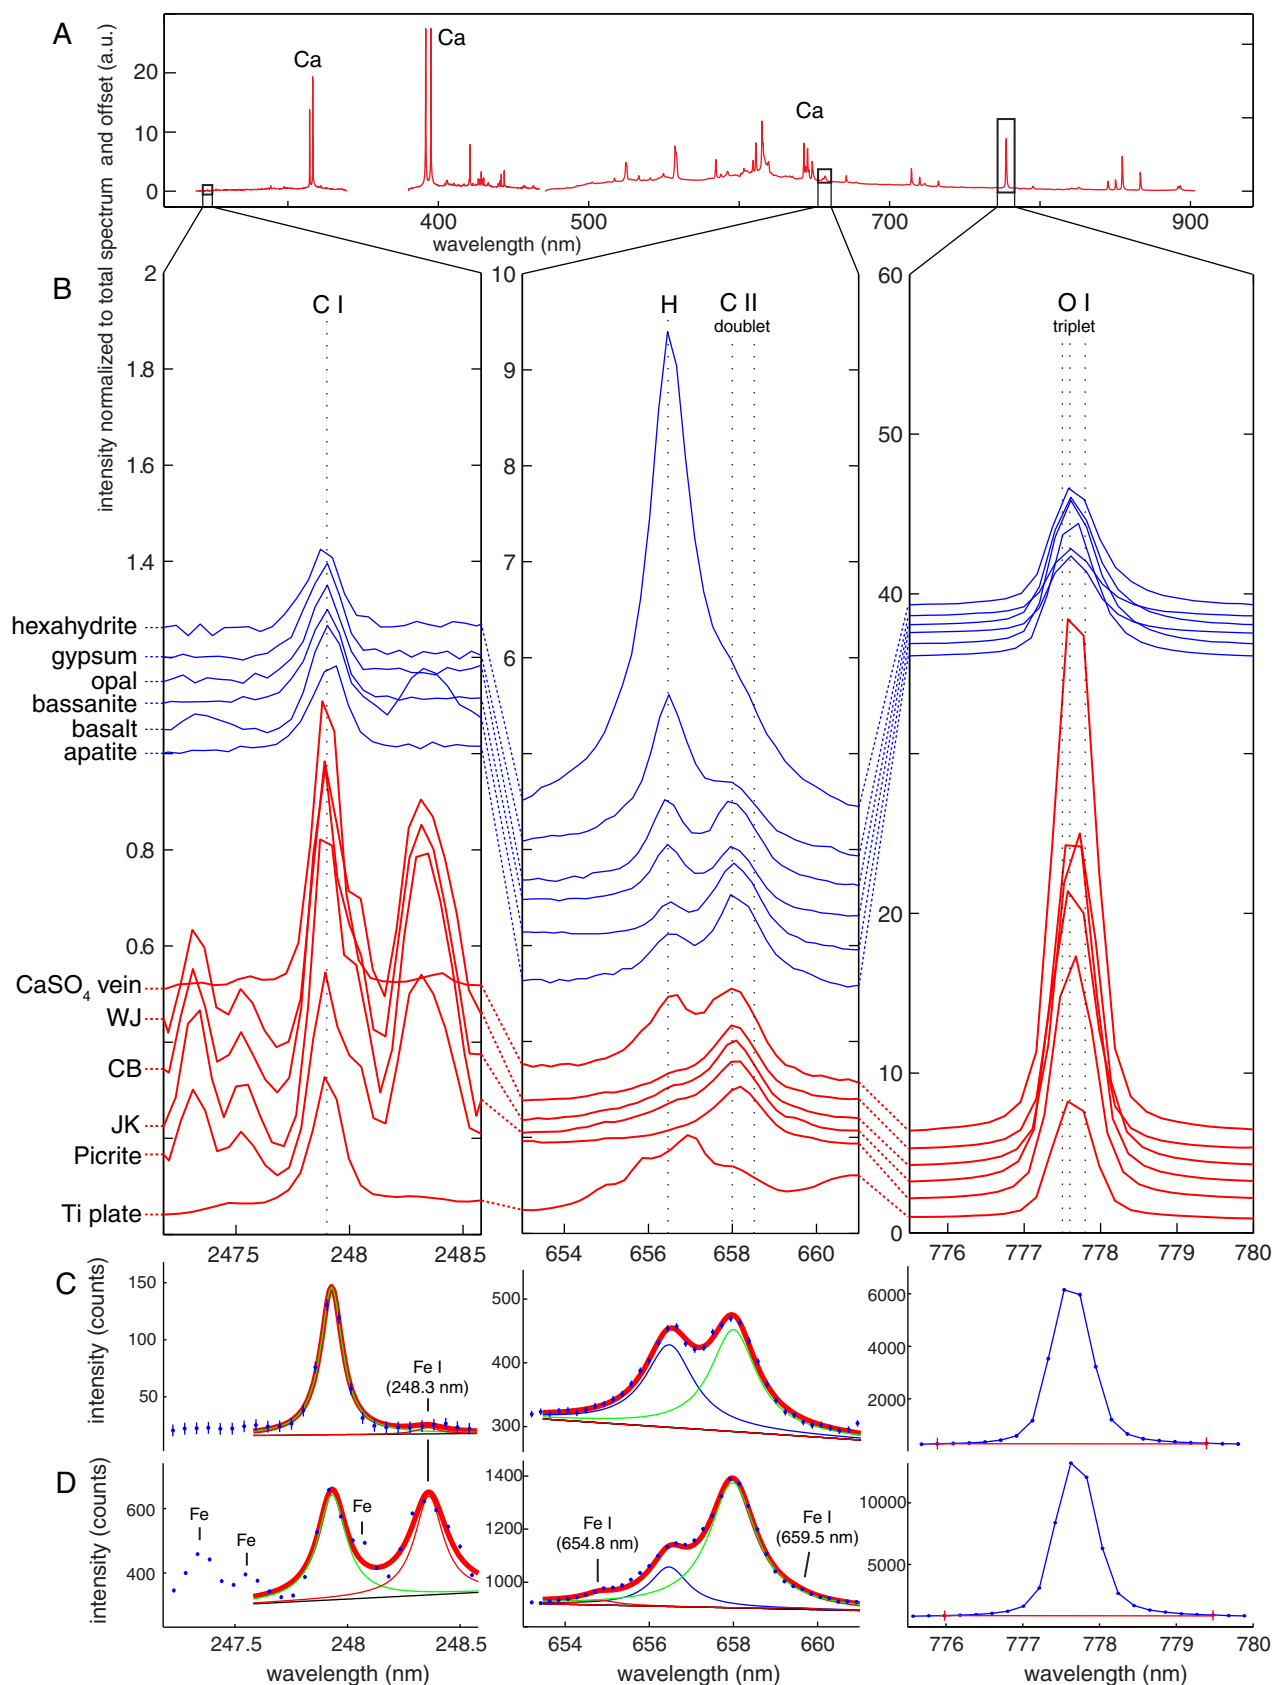 A
intensity normalized to total spectrum and offset (a.u.)
Ca
Ca
Ca
20
10
0
400
500
700
900
wavelength (nm)
B
2
1.8
1.6
1.4
0.8
0.6
C I
hexahydrite
gypsum
opal
bassanite
basalt
apatite
CaSO4 vein
WJ
CB
JK
Picrite
Ti plate
247.5
248
248.5
10
9
8
7
6
H
C II
doublet
654
656
658
660
60
50
40
20
10
0
O I
triplet
776
777
778
779
780
C
intensity (counts)
150
100
50
Fe I
(248.3 nm)
500
400
300
6000
4000
2000
D
intensity (counts)
600
400
Fe
Fe
Fe
247.5
248
248.5
wavelength (nm)
1400
1200
1000
Fe I
(654.8 nm)
Fe I
(659.5 nm)
654
656
658
660
wavelength (nm)
10000
5000
776
777
778
779
780
wavelength (nm)